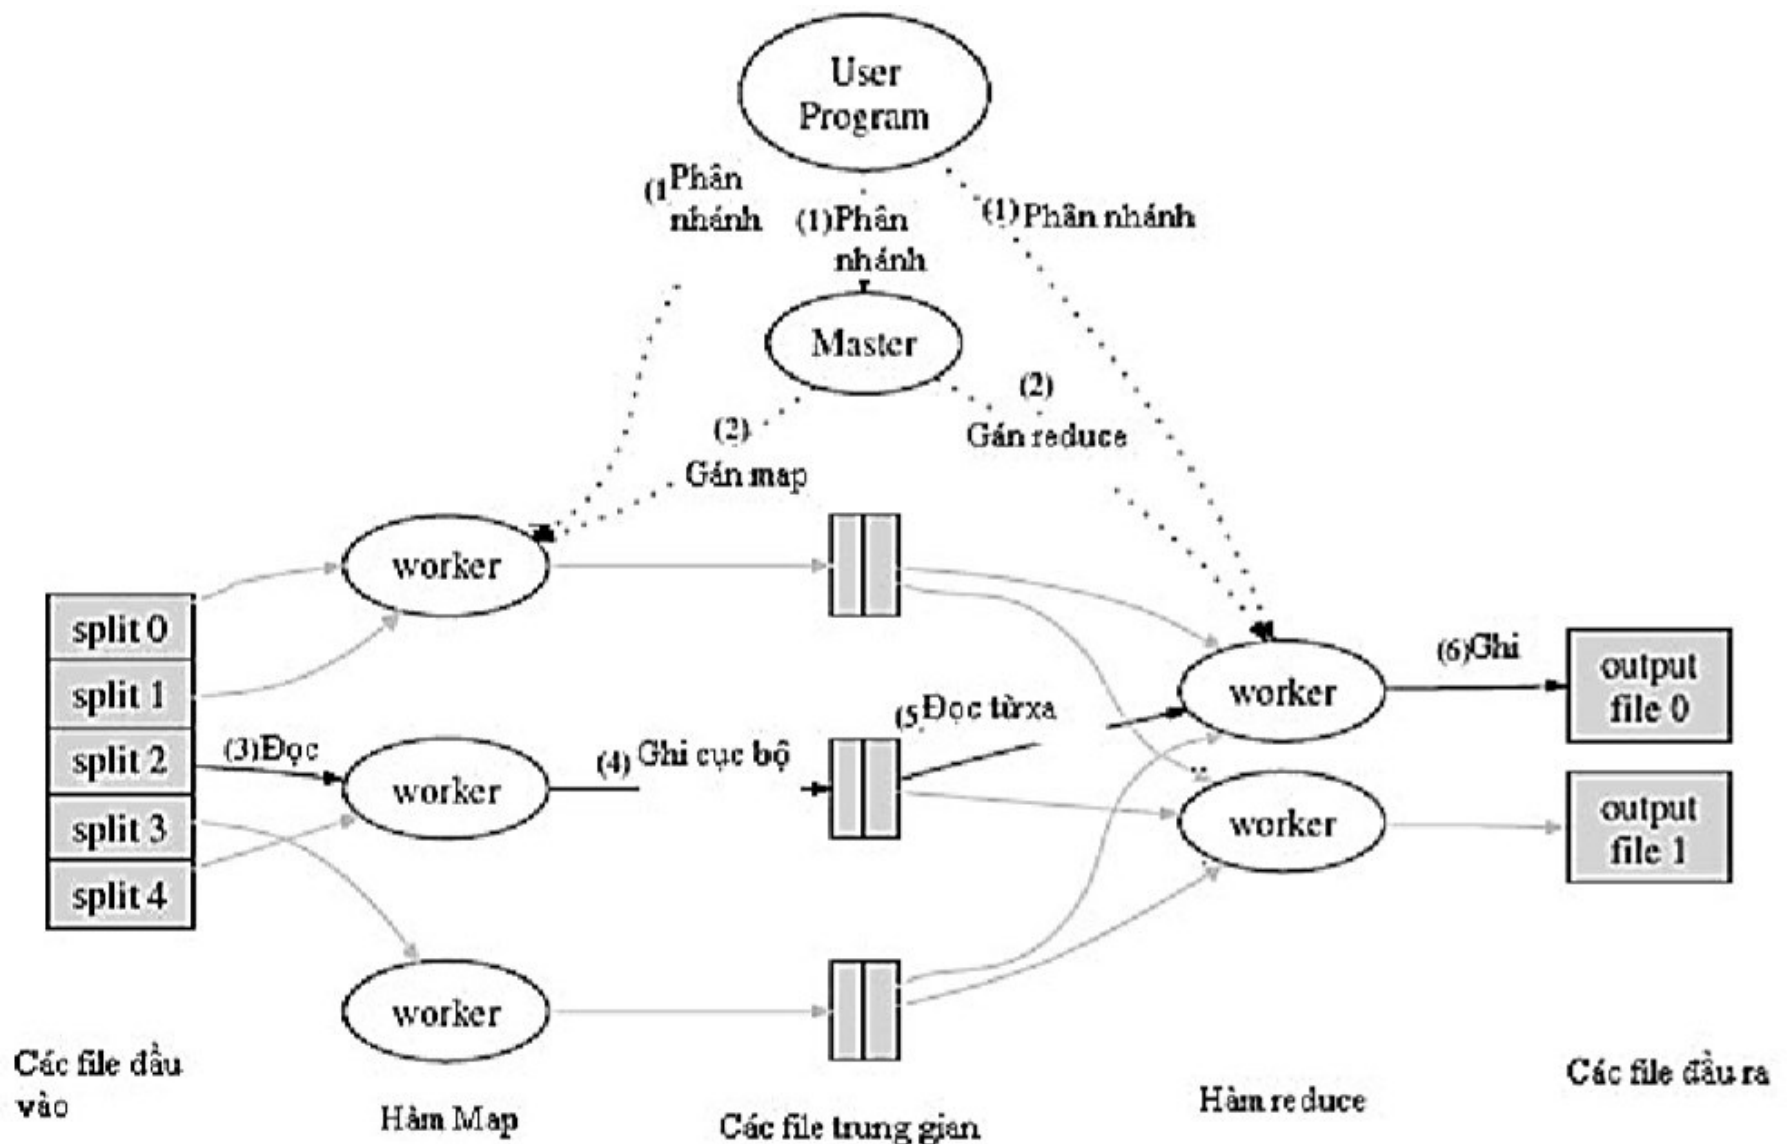 User
Program
(1 Phân
nhánh
(1) Phân
nhánh
(1) Phân nhánh
Master
(2)
Gán map
(2)
Gán reduce
worker
split 0
split 1
split 2
split 3
split 4
(3) Đọc
worker
(4) Ghi cục bộ
(5 Đọc từ xa
worker
(6) Ghi
output
file 0
worker
output
file 1
worker
Các file đầu
vào
Hàm Map
Các file trung gian
Hàm reduce
Các file đầu ra